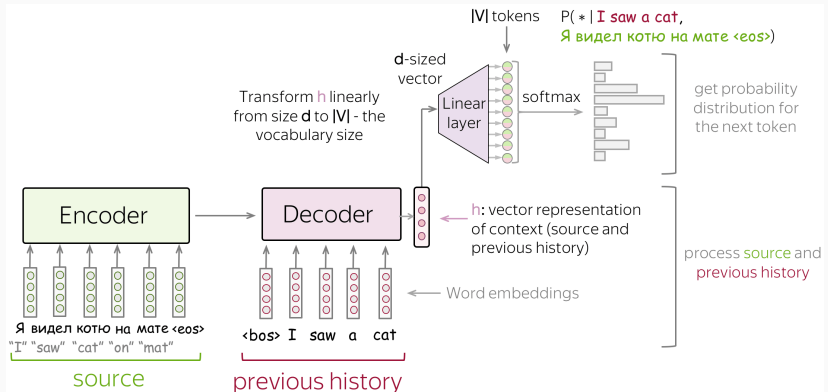 |V| tokens
P( * | I saw a cat,
Я видел котю на мате <eos>)
d-sized
vector
Transform h linearly
from size d to |V| - the
vocabulary size
Linear
layer
softmax
get probability
distribution for
the next token
Encoder
Decoder
h: vector representation
of context (source and
previous history)
process source and
previous history
Word embeddings
Я видел котю на мате <eos>
"I" "saw" "cat" "on" "mat"
<bos> I saw a cat
source
previous history